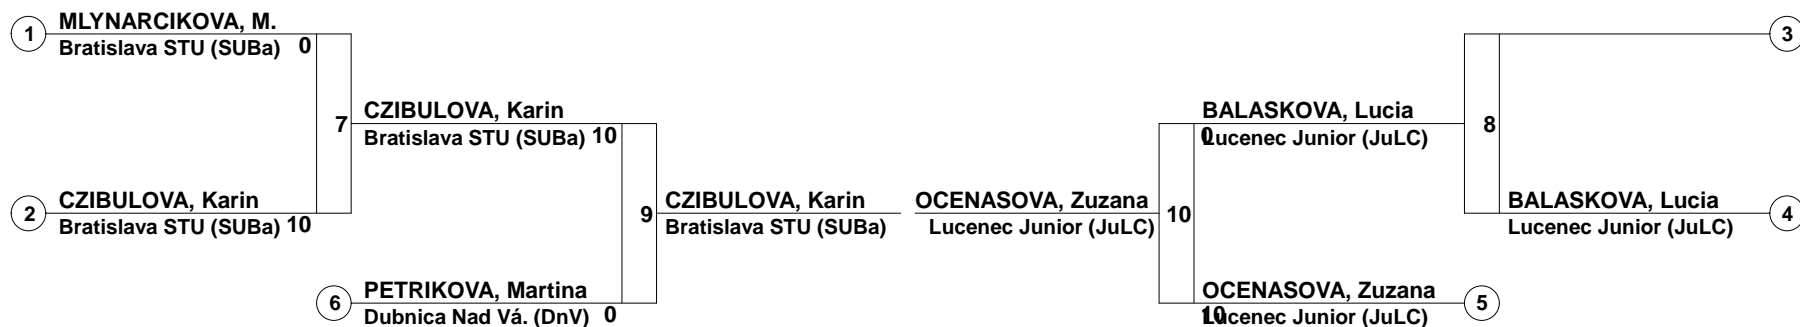 1 MLYNARCIKOVA, M.
Bratislava STU (SUBa) 0
7
CZIBULOVA, Karin
Bratislava STU (SUBa) 10
2 CZIBULOVA, Karin
Bratislava STU (SUBa) 10
9
CZIBULOVA, Karin
Bratislava STU (SUBa)
6 PETRIKOVA, Martina
Dubnica Nad Vá. (DnV) 0
3
8
BALASKOVA, Lucia
0 Lucenec Junior (JuLC)
BALASKOVA, Lucia 4
Lucenec Junior (JuLC)
OCENASOVA, Zuzana
Lucenec Junior (JuLC)
10
OCENASOVA, Zuzana 5
10 Lucenec Junior (JuLC)